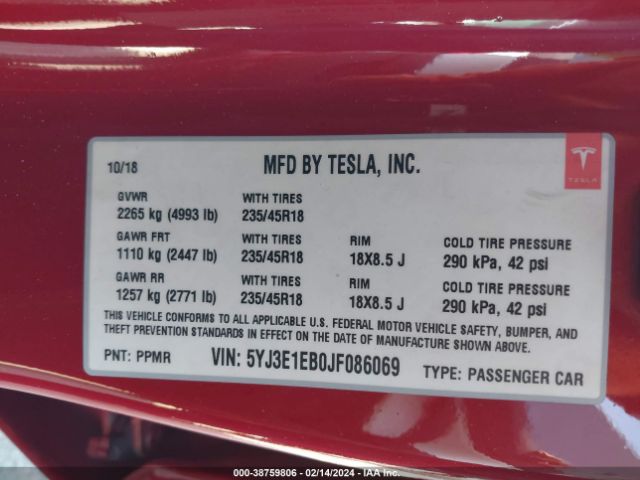 10/18 MFD BY TESLA, INC.
TESLA
GVWR WITH TIRES
2265 kg (4993 lb) 235/45R18
GAWR FRT WITH TIRES RIM COLD TIRE PRESSURE
1110 kg (2447 lb) 235/45R18 18X8.5 J 290 kPa, 42 psi
GAWR RR WITH TIRES RIM COLD TIRE PRESSURE
1257 kg (2771 lb) 235/45R18 18X8.5 J 290 kPa, 42 psi
THIS VEHICLE CONFORMS TO ALL APPLICABLE U.S. FEDERAL MOTOR VEHICLE SAFETY, BUMPER, AND
THEFT PREVENTION STANDARDS IN EFFECT ON THE DATE OF MANUFACTURE SHOWN ABOVE.
PNT: PPMR VIN: 5YJ3E1EB0JF086069 TYPE: PASSENGER CAR
000-38759806 - 02/14/2024 - IAA Inc.